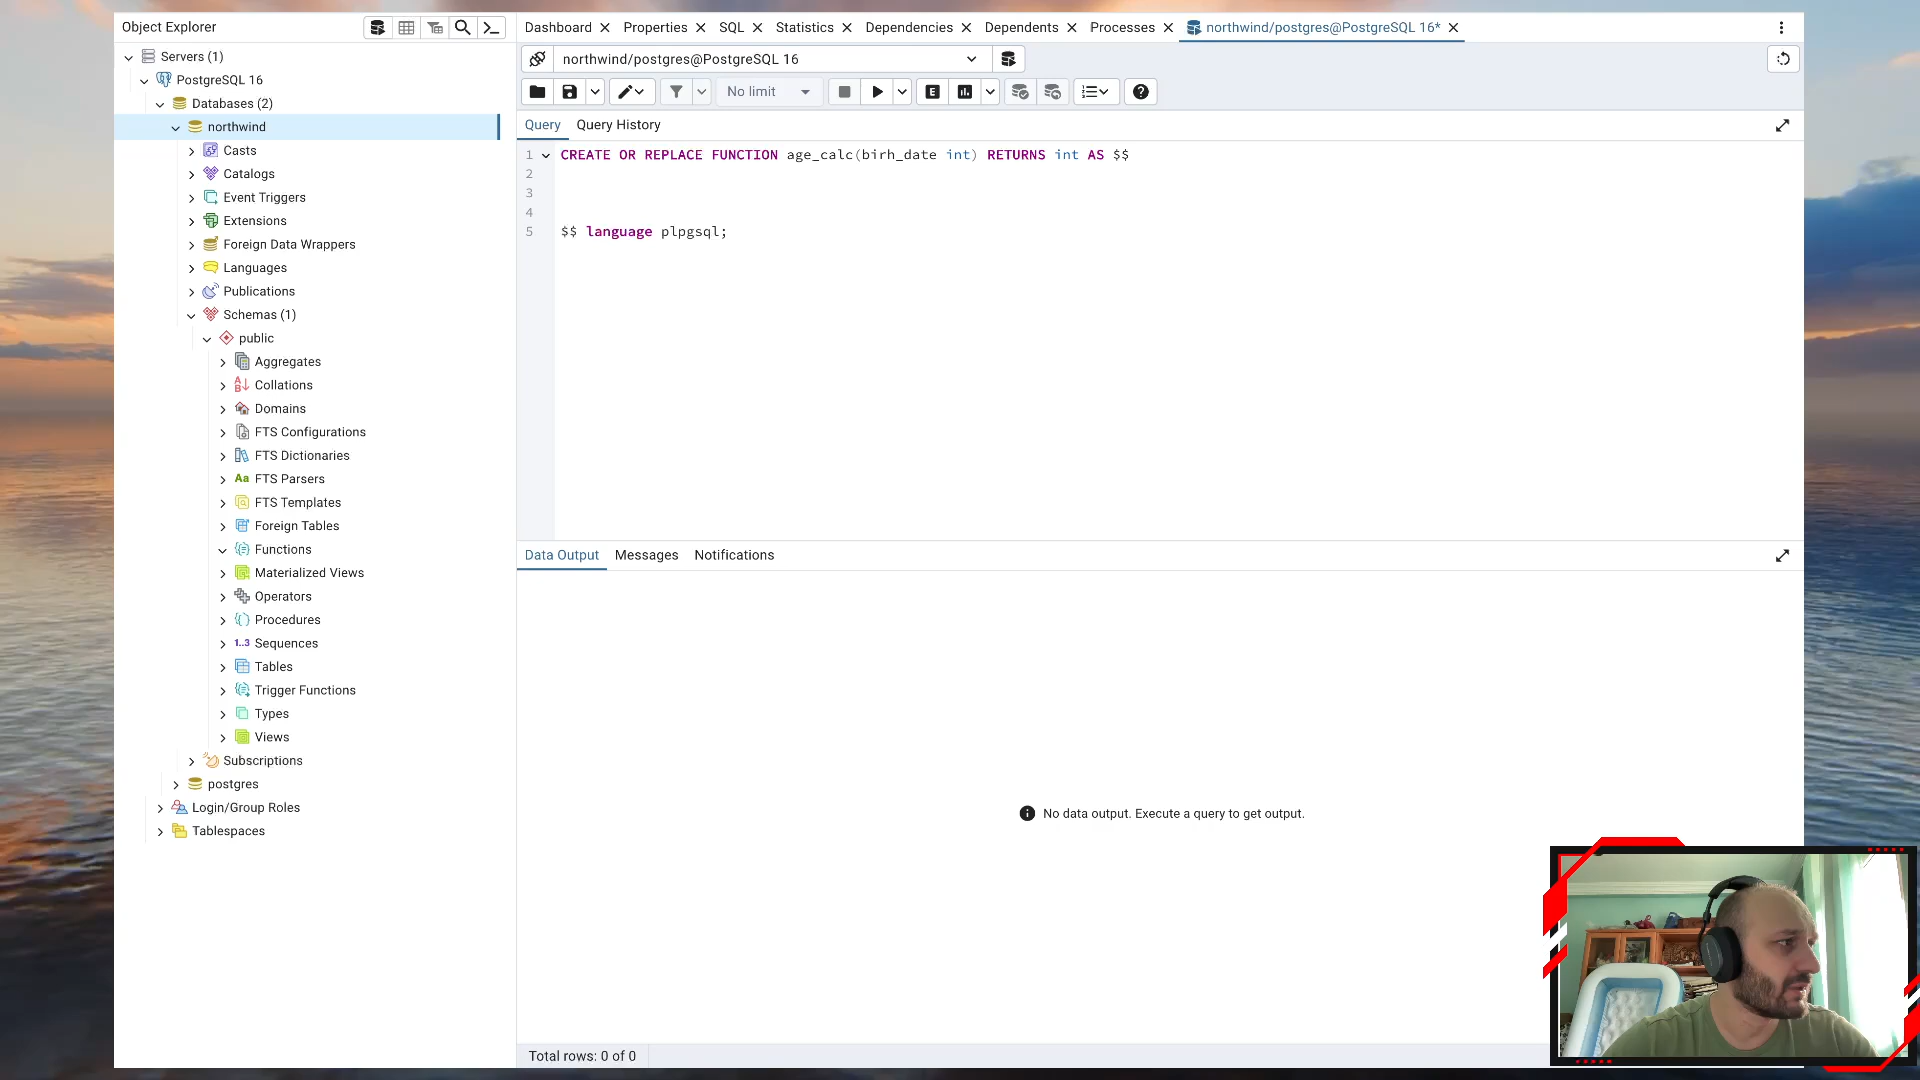 Object Explorer
Servers (1)
PostgreSQL 16
Databases (2)
northwind
Casts
Catalogs
Event Triggers
Extensions
Foreign Data Wrappers
Languages
Publications
Schemas (1)
public
Aggregates
Collations
Domains
FTS Configurations
FTS Dictionaries
Aa FTS Parsers
FTS Templates
Foreign Tables
Functions
Materialized Views
Operators
Procedures
1..3 Sequences
Tables
Trigger Functions
Types
Views
Subscriptions
postgres
Login/Group Roles
Tablespaces
Dashboard Properties SQL Statistics Dependencies Dependents Processes northwind/postgres@PostgreSQL 16*
northwind/postgres@PostgreSQL 16
No limit E
Query Query History
1 CREATE OR REPLACE FUNCTION age_calc(birh_date int) RETURNS int AS $$
2
3
4
5 $$ language plpgsql;
Data Output Messages Notifications
No data output. Execute a query to get output.
Total rows: 0 of 0